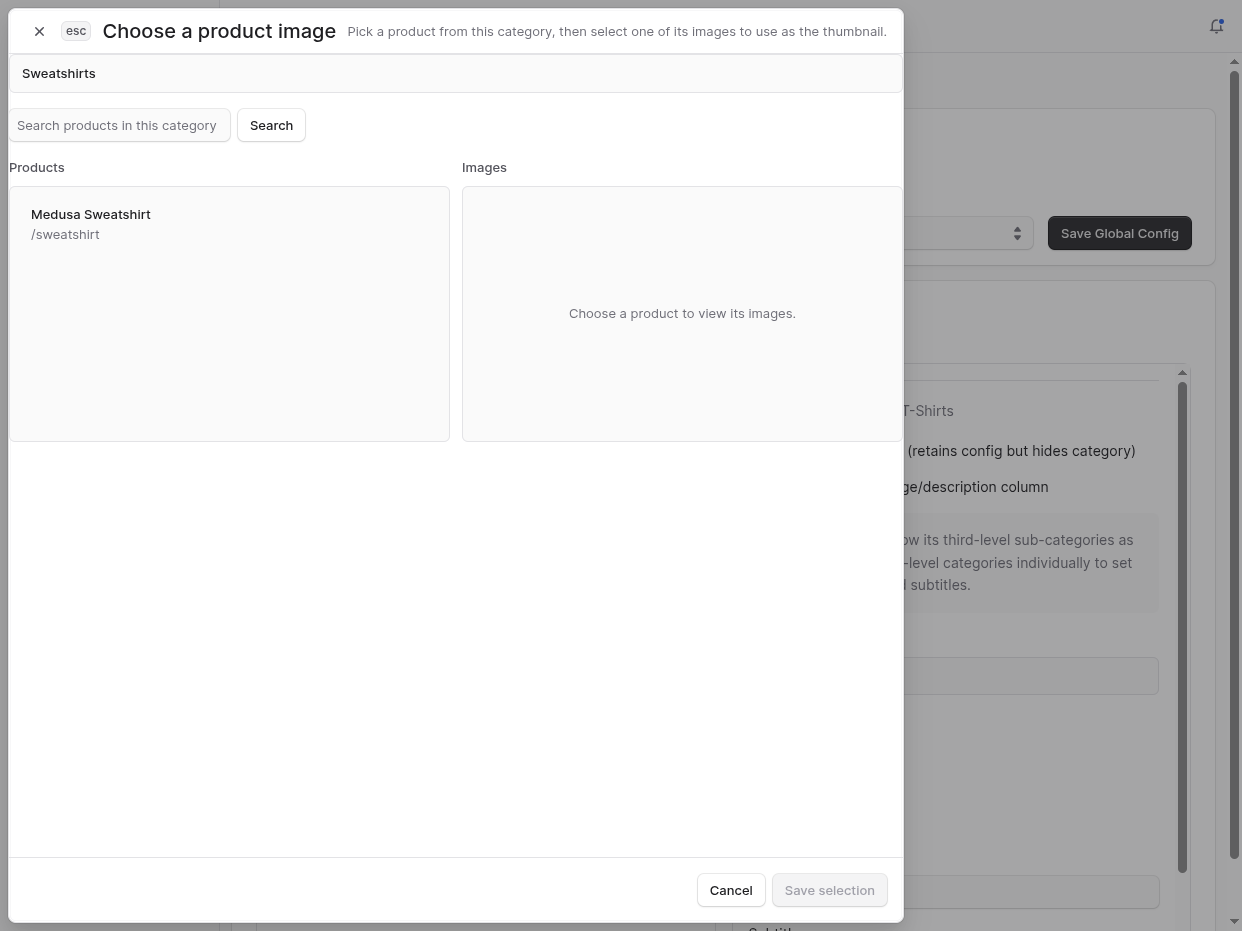 esc
Choose a product image
Pick a product from this category, then select one of its images to use as the thumbnail.
Sweatshirts
Search products in this category
Search
Products
Images
Medusa Sweatshirt
/sweatshirt
Choose a product to view its images.
Save Global Config
T-Shirts
(retains config but hides category)
ge/description column
ow its third-level sub-categories as
-level categories individually to set
subtitles.
Cancel
Save selection